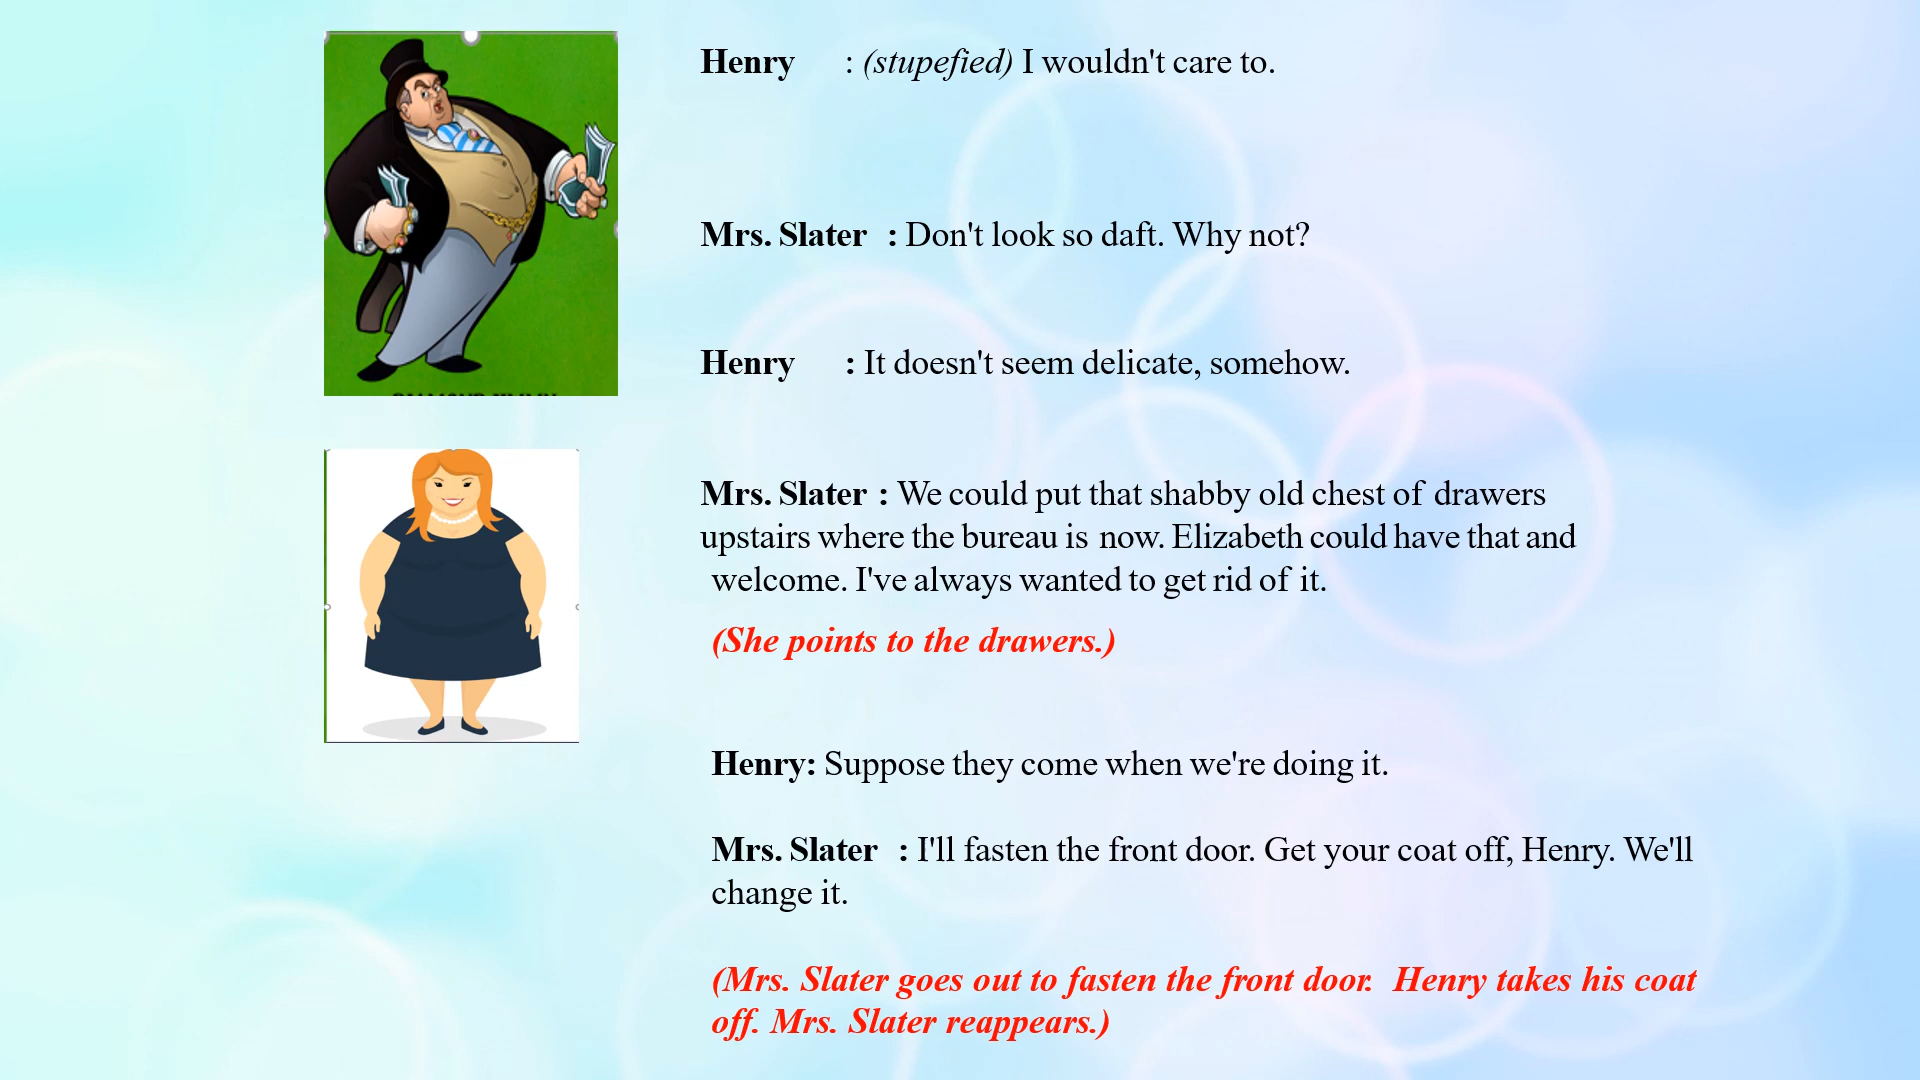 Henry : (stupefied) I wouldn't care to.
Mrs. Slater : Don't look so daft. Why not?
Henry : It doesn't seem delicate, somehow.
Mrs. Slater : We could put that shabby old chest of drawers
upstairs where the bureau is now. Elizabeth could have that and
welcome. I've always wanted to get rid of it.
(She points to the drawers.)
Henry: Suppose they come when we're doing it.
Mrs. Slater : I'll fasten the front door. Get your coat off, Henry. We'll
change it.
(Mrs. Slater goes out to fasten the front door. Henry takes his coat
off. Mrs. Slater reappears.)